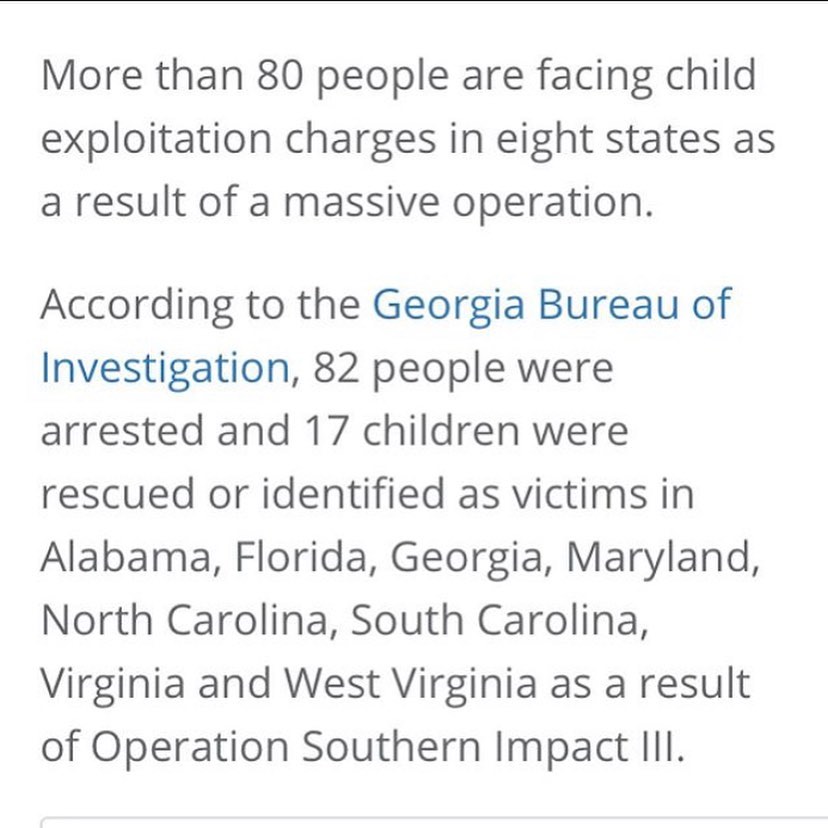 More than 80 people are facing child
exploitation charges in eight states as
a result of a massive operation.
According to the Georgia Bureau of
Investigation, 82 people were
arrested and 17 children were
rescued or identified as victims in
Alabama, Florida, Georgia, Maryland,
North Carolina, South Carolina,
Virginia and West Virginia as a result
of Operation Southern Impact III.